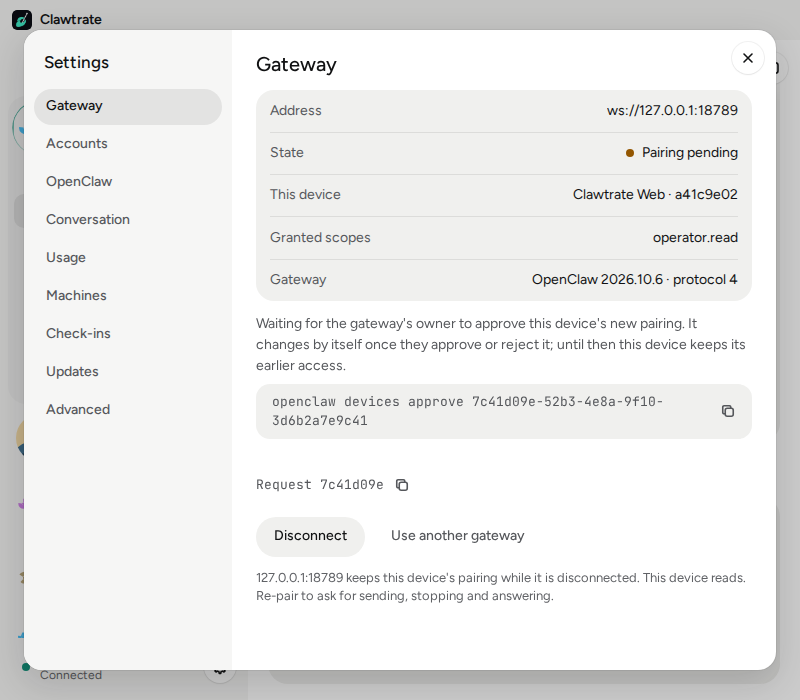 Clawtrate
Settings
Gateway
Accounts
OpenClaw
Conversation
Usage
Machines
Check-ins
Updates
Advanced
Gateway
Address ws://127.0.0.1:18789
State Pairing pending
This device Clawtrate Web · a41c9e02
Granted scopes operator.read
Gateway OpenClaw 2026.10.6 · protocol 4
Waiting for the gateway's owner to approve this device's new pairing. It
changes by itself once they approve or reject it; until then this device keeps its
earlier access.
openclaw devices approve 7c41d09e-52b3-4e8a-9f10-
3d6b2a7e9c41
Request 7c41d09e
Disconnect Use another gateway
127.0.0.1:18789 keeps this device's pairing while it is disconnected. This device reads.
Re-pair to ask for sending, stopping and answering.
Connected